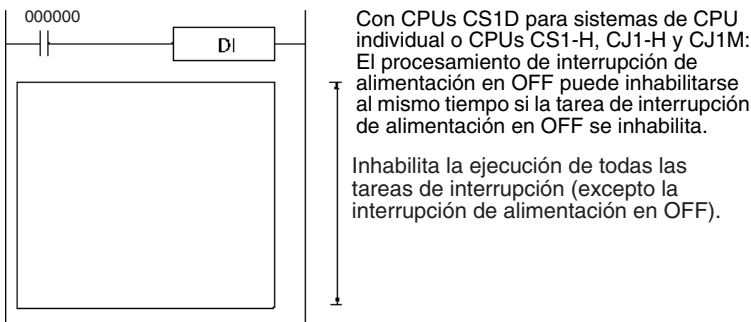 000000
DI
Con CPUs CS1D para sistemas de CPU
individual o CPUs CS1-H, CJ1-H y CJ1M:
El procesamiento de interrupción de
alimentación en OFF puede inhabilitarse
al mismo tiempo si la tarea de interrupción
de alimentación en OFF se inhabilita.
Inhabilita la ejecución de todas las
tareas de interrupción (excepto la
interrupción de alimentación en OFF).